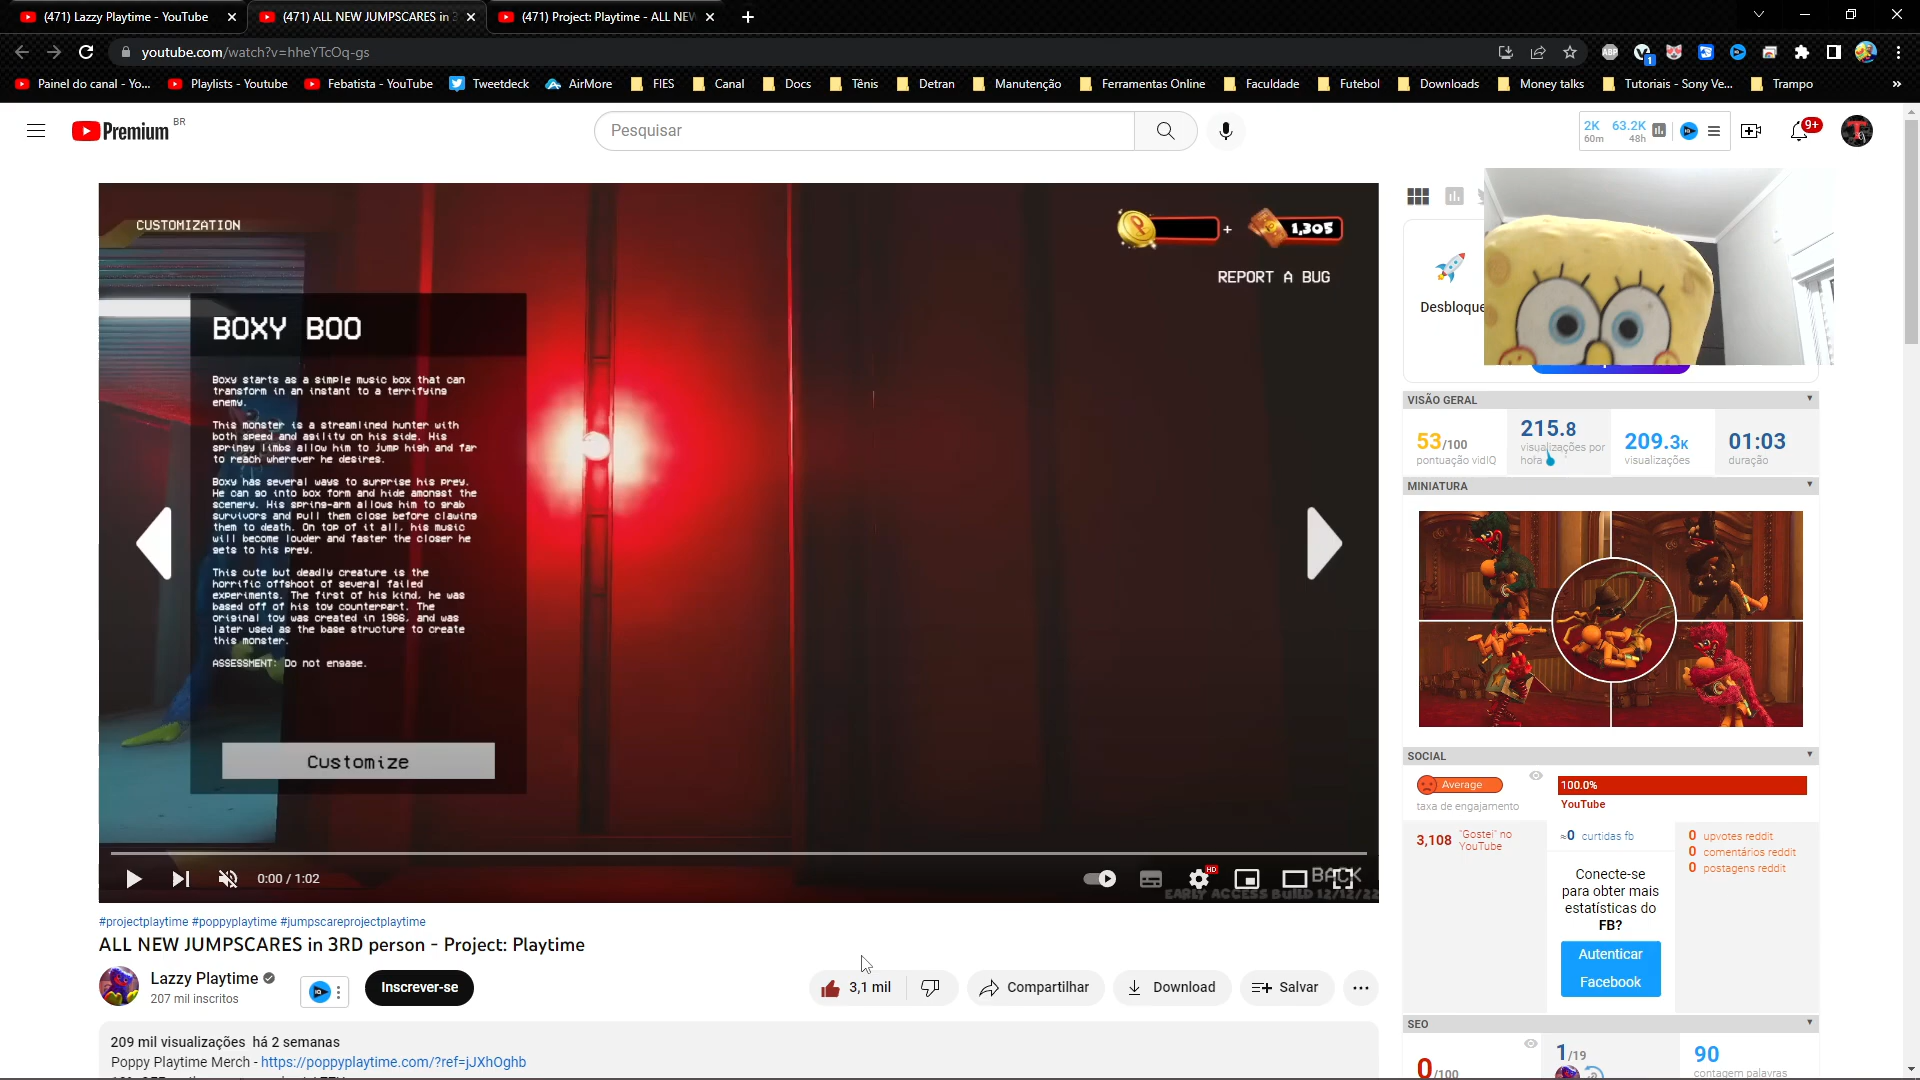 (471) Lazzy Playtime - YouTube
(471) ALL NEW JUMPSCARES in 3
(471) Project: Playtime - ALL NEW
youtube.com/watch?v=hheYTcOq-gs
Painel do canal - Yo...
Playlists - Youtube
Febatista - YouTube
Tweetdeck
AirMore
FIES
Canal
Docs
Tênis
Detran
Manutenção
Ferramentas Online
Faculdade
Futebol
Downloads
Money talks
Tutoriais - Sony Ve...
Trampo
»
Premium
BR
Pesquisar
2K
60m
63.2K
48h
9+
CUSTOMIZATION
1,305
REPORT A BUG
BOXY BOO
Boxy starts as a simple music box that can
transform in an instant to a terrifying
enemy.
This monster is a streamlined hunter with
both speed and agility on his side. His
springy limbs allow him to jump high and far
to reach wherever he desires.
Boxy has several ways to surprise his prey.
He can go into box form and hide amongst the
scenery. His spring-arm allows him to grab
survivors and pull them close before clawing
them to death. On top of it all, his music
will become louder and faster the closer he
gets to his prey.
This cute but deadly creature is the
horrific offshoot of several failed
experiments. The first of his kind, he was
based off of his toy counterpart. The
original toy was created in 1966, and was
later used as the base structure to create
this monster.
ASSESSMENT: Do not engage.
Customize
BACK
EARLY ACCESS BUILD 12/12/22
0:00 / 1:02
HD
#projectplaytime #poppyplaytime #jumpscareprojectplaytime
ALL NEW JUMPSCARES in 3RD person - Project: Playtime
Lazzy Playtime
207 mil inscritos
Inscrever-se
3,1 mil
Compartilhar
Download
Salvar
209 mil visualizações há 2 semanas
Poppy Playtime Merch - https://poppyplaytime.com/?ref=jJXhOghb
Desbloque
VISÃO GERAL
53/100
pontuação vidIQ
215.8
visualizações por
hora
209.3K
visualizações
01:03
duração
MINIATURA
SOCIAL
Average
taxa de engajamento
100.0%
YouTube
3,108 "Gostei" no
YouTube
≈0 curtidas fb
0 upvotes reddit
0 comentários reddit
0 postagens reddit
Conecte-se
para obter mais
estatísticas do
FB?
Autenticar
Facebook
SEO
0/100
1/19
90
contagem palavras